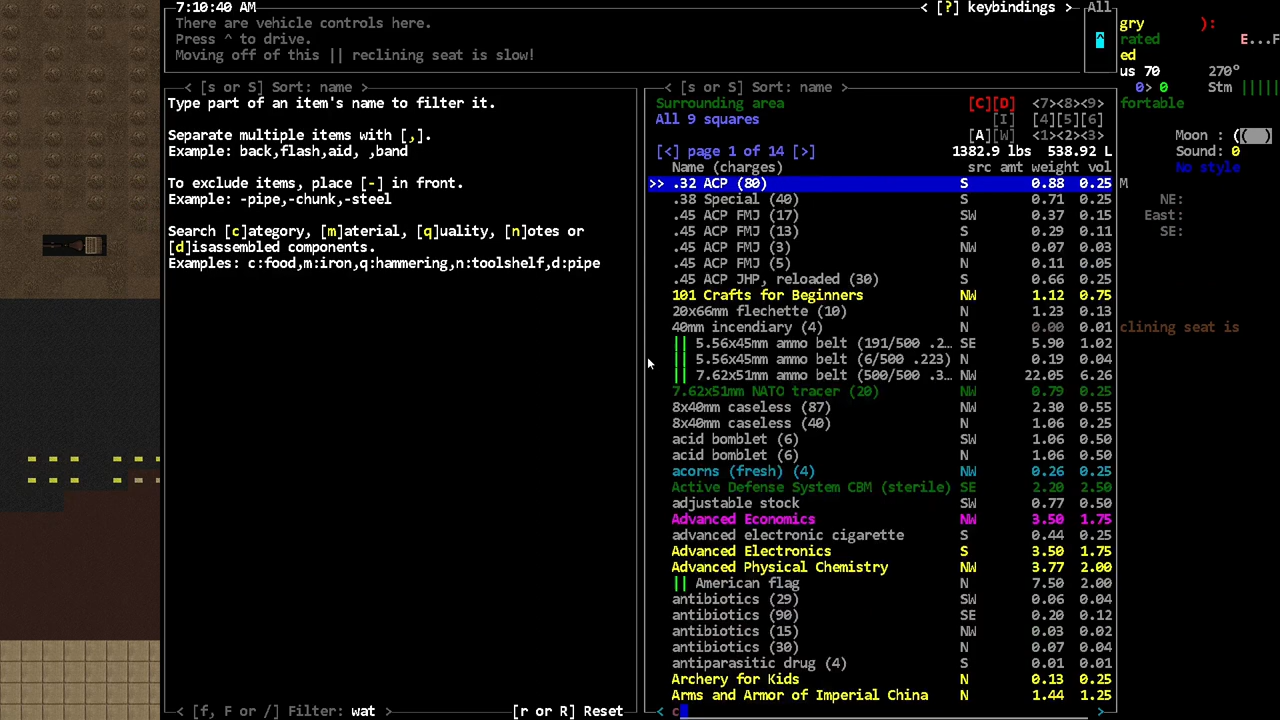 7:10:40 AM
< [?] keybindings >
All
There are vehicle controls here.
Press ^ to drive.
Moving off of this || reclining seat is slow!
^
gry ):
rated E...F
ed
us 70 270°
0> 0 Stm |||||
fortable
Moon : (( )
Sound: 0
No style
M
NE:
East:
SE:
clining seat is
< [s or S] Sort: name >
Type part of an item's name to filter it.
Separate multiple items with [,].
Example: back,flash,aid, ,band
To exclude items, place [-] in front.
Example: -pipe,-chunk,-steel
Search [c]ategory, [m]aterial, [q]uality, [n]otes or
[d]isassembled components.
Examples: c:food,m:iron,q:hammering,n:toolshelf,d:pipe
< [f, F or /] Filter: wat >
[r or R] Reset
< [s or S] Sort: name >
Surrounding area [C][D] <7><8><9>
All 9 squares [I] [4][5][6]
[A][W] <1><2><3>
[<] page 1 of 14 [>] 1382.9 lbs 538.92 L
Name (charges) src amt weight vol
>> .32 ACP (80) S 0.88 0.25
.38 Special (40) S 0.71 0.25
.45 ACP FMJ (17) SW 0.37 0.15
.45 ACP FMJ (13) S 0.29 0.11
.45 ACP FMJ (3) NW 0.07 0.03
.45 ACP FMJ (5) N 0.11 0.05
.45 ACP JHP, reloaded (30) S 0.66 0.25
101 Crafts for Beginners NW 1.12 0.75
20x66mm flechette (10) N 1.23 0.13
40mm incendiary (4) N 0.00 0.01
|| 5.56x45mm ammo belt (191/500 .2… SE 5.90 1.02
|| 5.56x45mm ammo belt (6/500 .223) N 0.19 0.04
|| 7.62x51mm ammo belt (500/500 .3… NW 22.05 6.26
7.62x51mm NATO tracer (20) NW 0.79 0.25
8x40mm caseless (87) NW 2.30 0.55
8x40mm caseless (40) N 1.06 0.25
acid bomblet (6) SW 1.06 0.50
acid bomblet (6) N 1.06 0.50
acorns (fresh) (4) NW 0.26 0.25
Active Defense System CBM (sterile) SE 2.20 2.50
adjustable stock SW 0.77 0.50
Advanced Economics NW 3.50 1.75
advanced electronic cigarette S 0.44 0.25
Advanced Electronics S 3.50 1.75
Advanced Physical Chemistry NW 3.77 2.00
|| American flag N 7.50 2.00
antibiotics (29) SW 0.06 0.04
antibiotics (90) SE 0.20 0.12
antibiotics (15) NW 0.03 0.02
antibiotics (30) N 0.07 0.04
antiparasitic drug (4) S 0.01 0.01
Archery for Kids N 0.13 0.25
Arms and Armor of Imperial China N 1.44 1.25
< c >